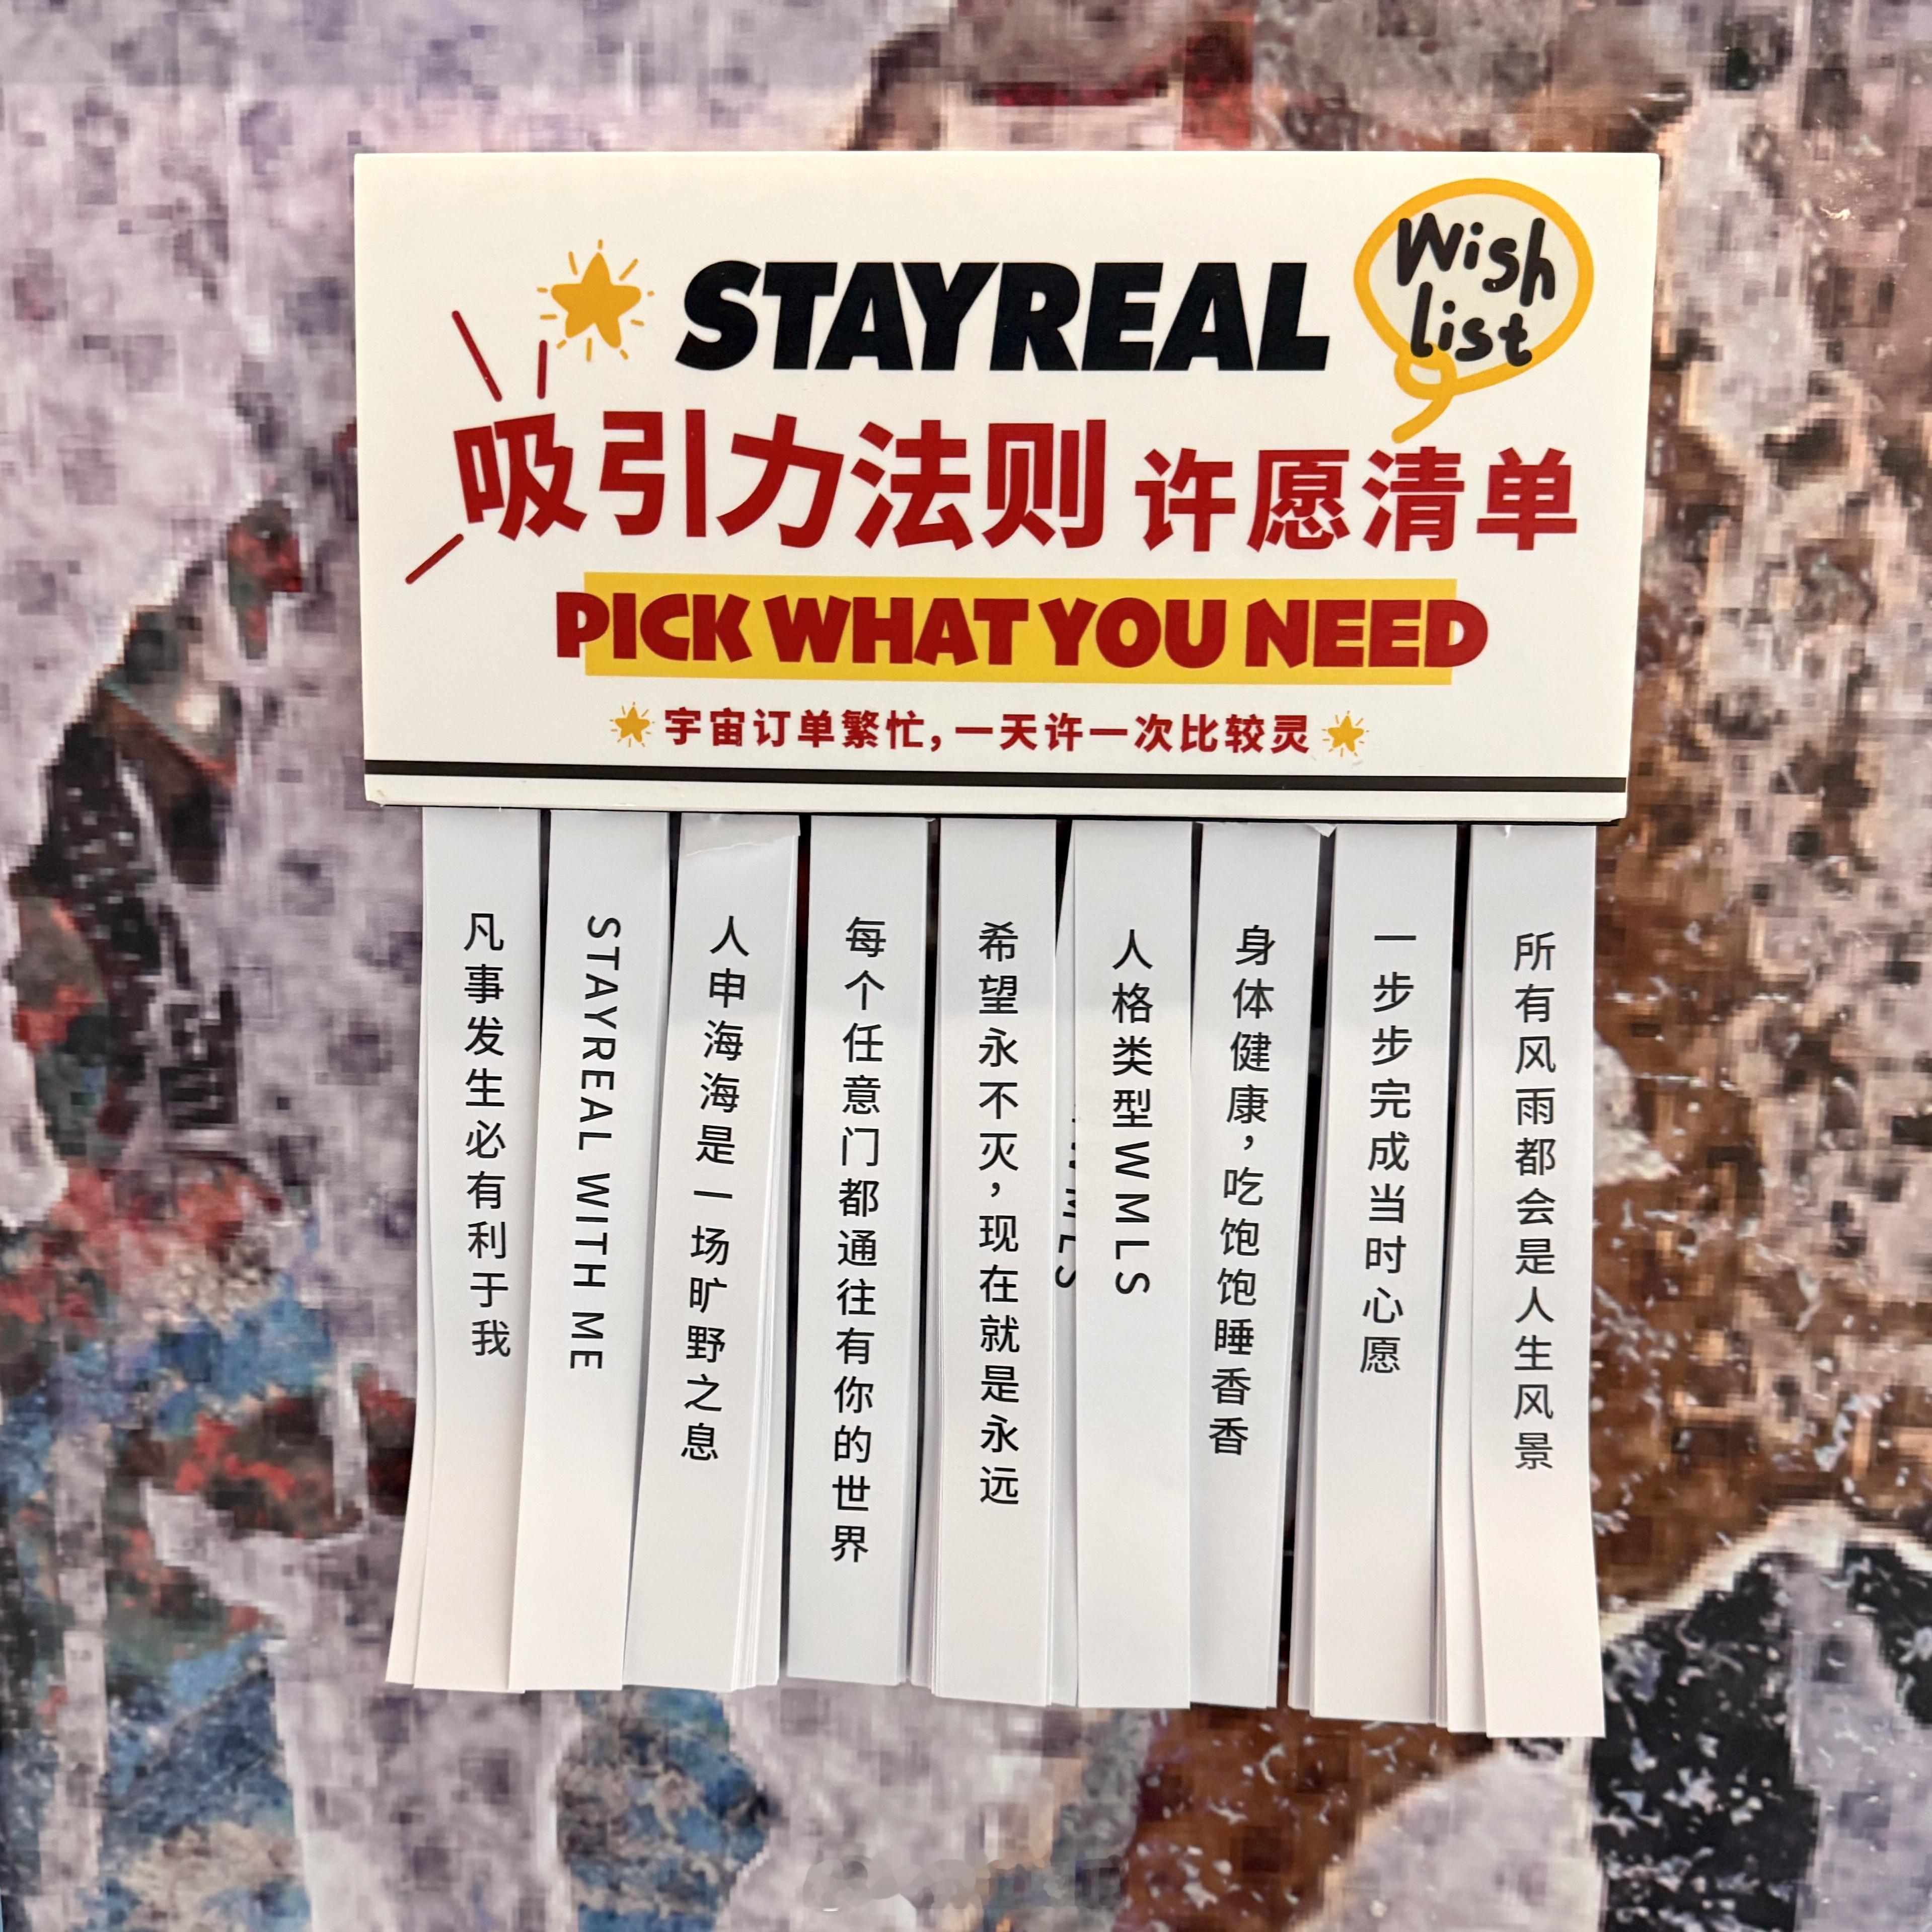 STAYREAL
Wish
list
吸引力法则 许愿清单
PICK WHAT YOU NEED
宇宙订单繁忙,一天许一次比较灵
凡事发生必有利于我
STAYREAL WITH ME
人申海海是一场旷野之息
每个任意门都通往有你的世界
希望永不灭,现在就是永远
人格类型WMLS
身体健康,吃饱饱睡香香
一步步完成当时心愿
所有风雨都会是人生风景